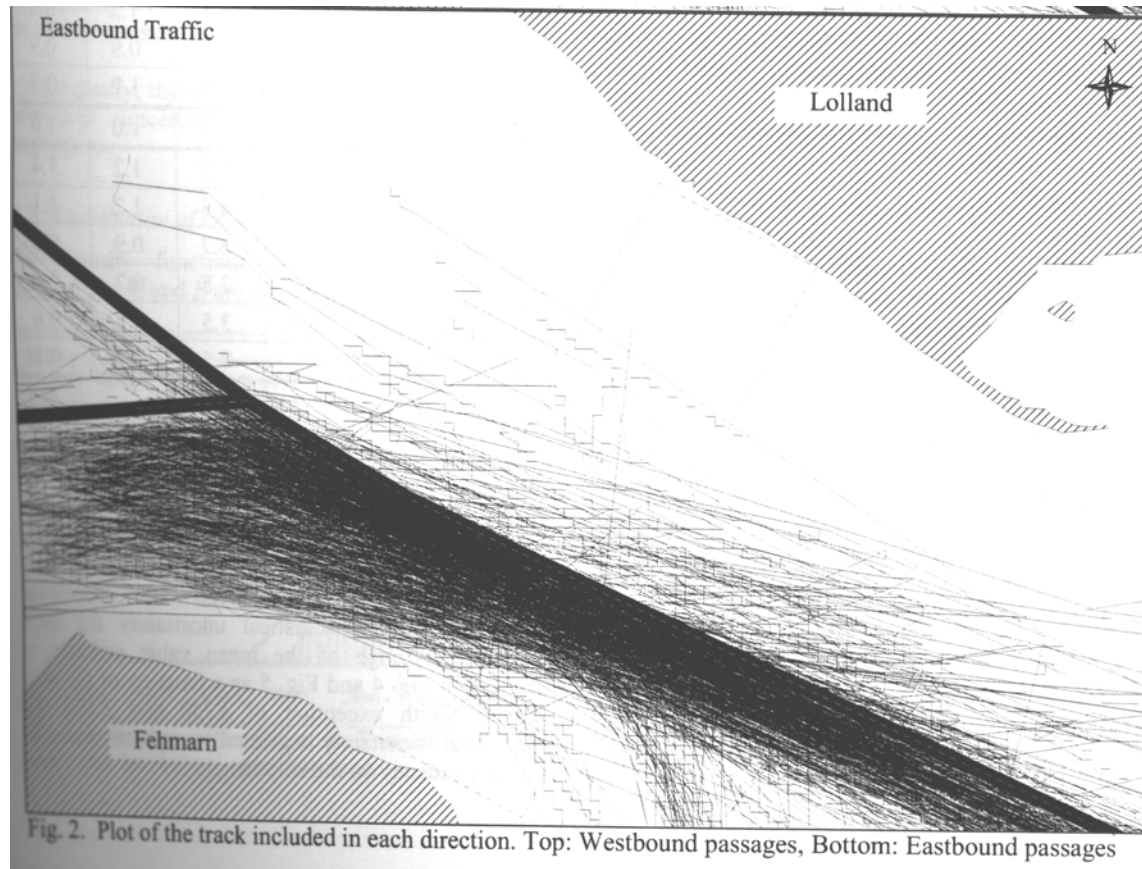 Eastbound Traffic
N
Lolland
Fehmarn
Fig. 2. Plot of the track included in each direction. Top: Westbound passages, Bottom: Eastbound passages